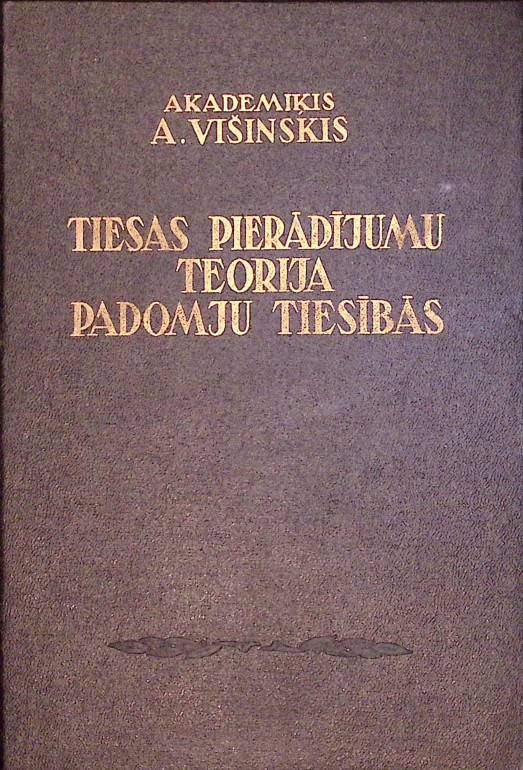 AKADEMIĶIS
A. VIŠINSKIS
TIESAS PIERĀDĪJUMU
TEORIJA
PADOMJU TIESĪBĀS